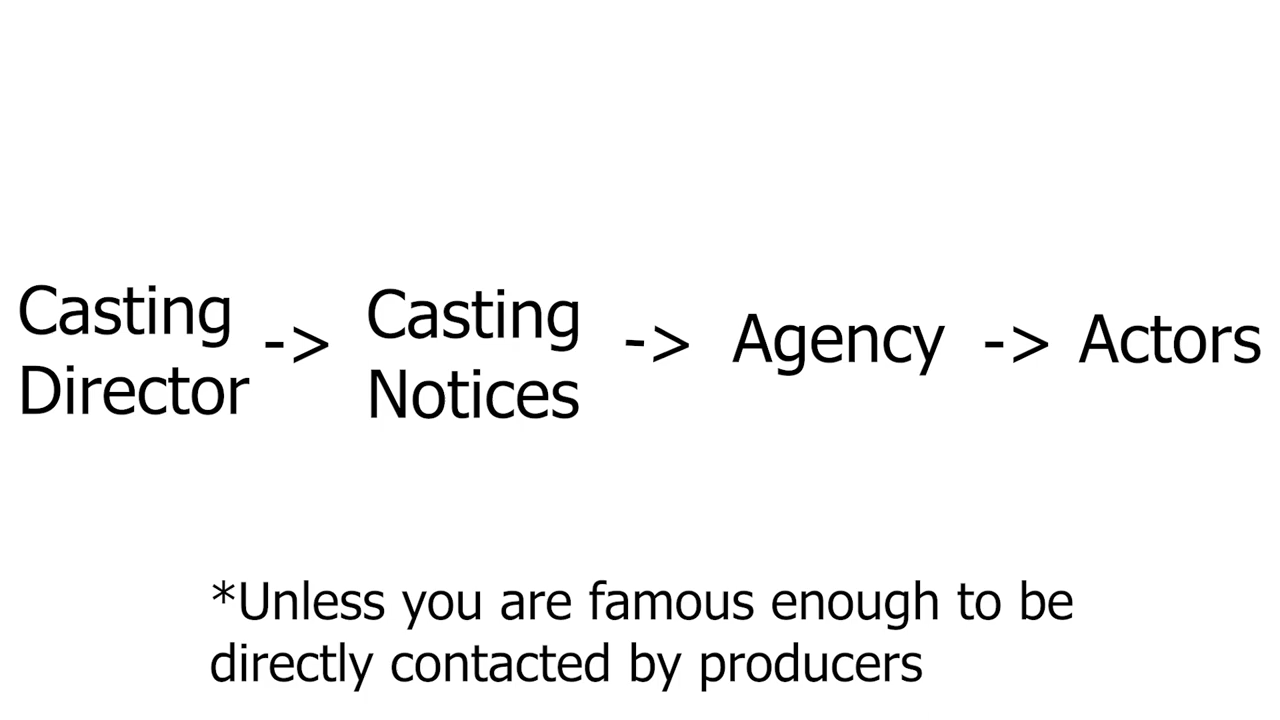 Casting Director -> Casting Notices -> Agency -> Actors
*Unless you are famous enough to be
directly contacted by producers